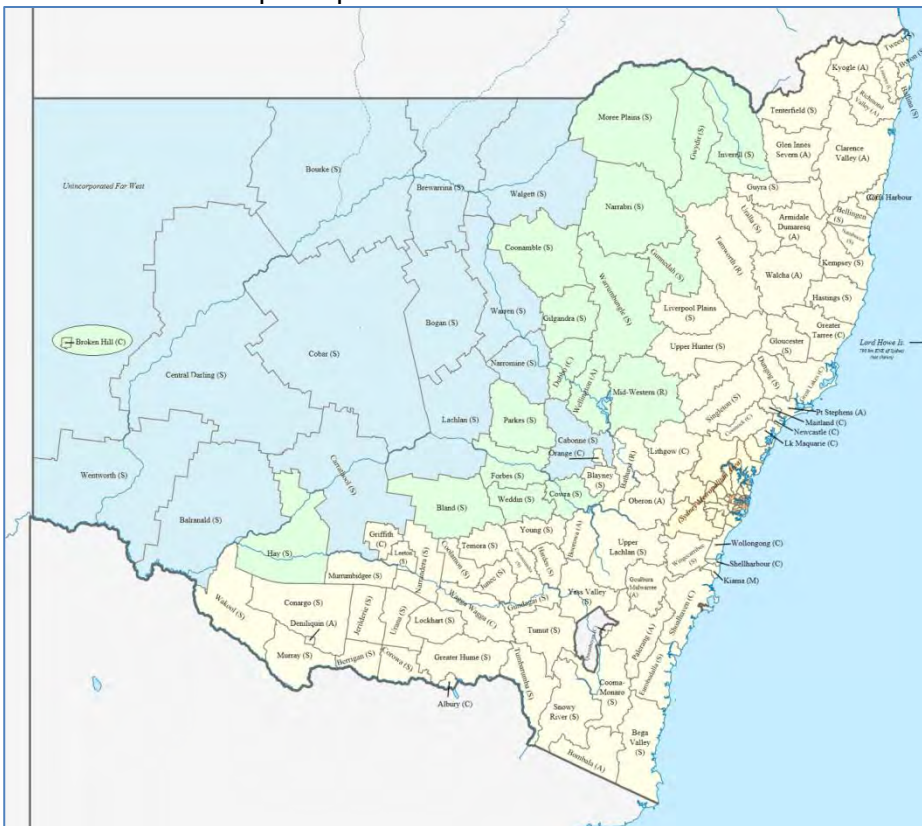 Tweed (S)
Kyogle (A)
Byron (S)
Ballina (S)
Richmond
Valley (A)
Tenterfield (S)
Moree Plains (S)
Gwydir (S)
Inverell (S)
Glen Innes
Severn (A)
Clarence
Valley (A)
Unincorporated Far West
Bourke (S)
Brewarrina (S)
Walgett (S)
Narrabri (S)
Guyra (S)
Uralla (S)
Armidale
Dumaresq
(A)
Harbour
Bellingen
(S)
Nambucca
(S)
Coonamble (S)
Gunnedah (S)
Tamworth (R)
Kempsey (S)
Walcha (A)
Warrumbungle (S)
Hastings (S)
Liverpool Plains
(S)
Gilgandra (S)
Warren (S)
Bogan (S)
Cobar (S)
Broken Hill (C)
Central Darling (S)
Greater
Taree (C)
Gloucester
(S)
Upper Hunter (S)
Lord Howe Is.
Narromine (S)
Dubbo (C)
Wellington (A)
Mid-Western (R)
Dungog (S)
Great Lakes (C)
Singleton (S)
Pt Stephens (A)
Maitland (C)
Newcastle (C)
Lk Maquarie (C)
Lachlan (S)
Parkes (S)
Cabonne (S)
Orange (C)
Blayney
(S)
Bathurst (R)
Lithgow (C)
Wentworth (S)
Balranald (S)
Carrathool (S)
Forbes (S)
Bland (S)
Weddin (S)
Cowra (S)
Oberon (A)
(Sydney Metropolitan
Hay (S)
Griffith
(C)
Leeton
(S)
Narrandera (S)
Coolamon (S)
Temora (S)
Young (S)
Harden (S)
Boorowa (A)
Upper
Lachlan (S)
Wollongong (C)
Wingecarribee
(S)
Shellharbour (C)
Kiama (M)
Murrumbidgee (S)
Junee (S)
Goulburn
Mulwaree
(A)
Shoalhaven (C)
Wakool (S)
Conargo (S)
Jerilderie (S)
Urana (S)
Lockhart (S)
Wagga Wagga (C)
Gundagai (S)
Yass Valley
(S)
Deniliquin (A)
Tumut (S)
Palerang (A)
Murray (S)
Berrigan (S)
Corowa (S)
Greater Hume (S)
Tumbarumba (S)
Eurobodalla (S)
Cooma-
Monaro
(S)
Albury (C)
Snowy
River (S)
Bega
Valley
(S)
Bombala (A)